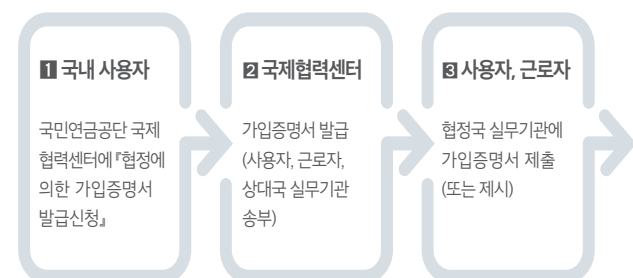 1 국내 사용자
국민연금공단 국제
협력센터에 『협정에
의한 가입증명서
발급신청』
2 국제협력센터
가입증명서 발급
(사용자, 근로자,
상대국 실무기관
송부)
3 사용자, 근로자
협정국 실무기관에
가입증명서 제출
(또는 제시)